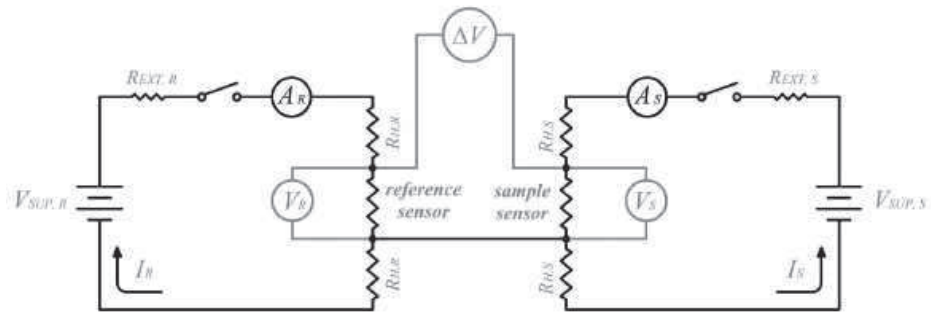 ΔV
R_EXT, R
A_R
A_S
R_EXT, S
R_H,R
R_H,S
V_SUP, R
V_R
reference
sensor
sample
sensor
V_S
V_SUP, S
I_R
R_H,R
R_H,S
I_S